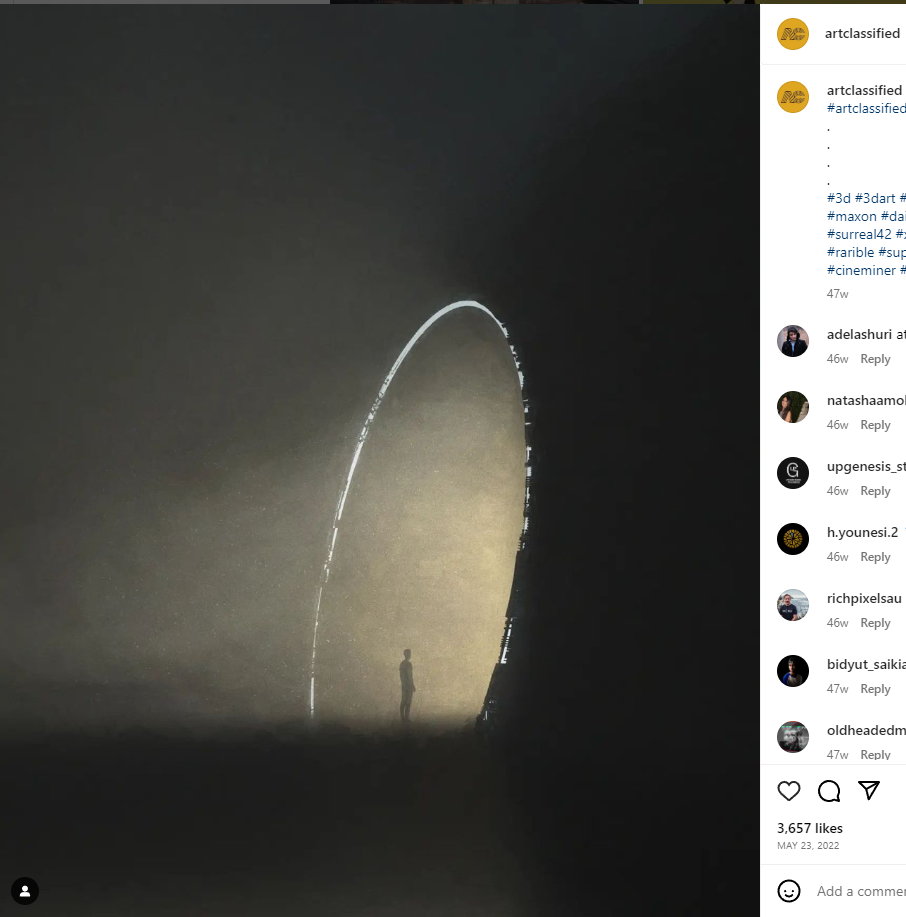 artclassified
artclassified
#artclassified
.
.
.
.
#3d #3dart #
#maxon #dai
#surreal42 #x
#rarible #sup
#cineminer #
47w
adelashuri at
46w Reply
natashaamol
46w Reply
upgenesis_st
46w Reply
h.younesi.2
46w Reply
richpixelsau
46w Reply
bidyut_saikia
47w Reply
oldheadedm
47w Reply
3,657 likes
MAY 23, 2022
Add a commen